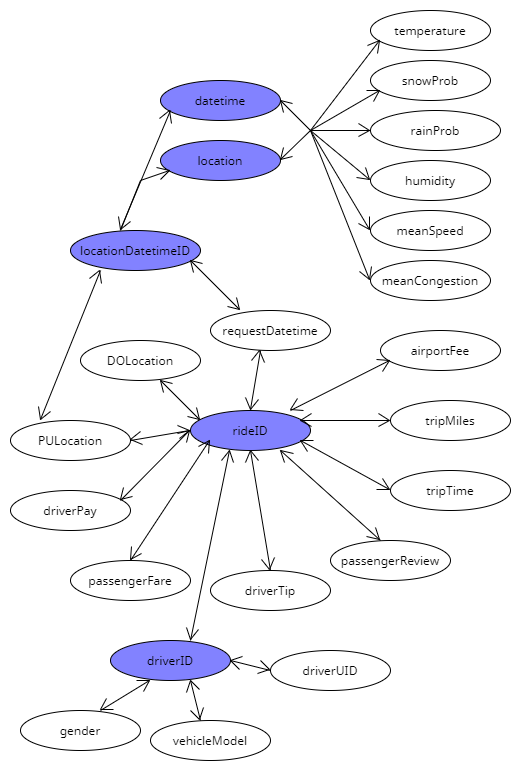 temperature
snowProb
datetime
rainProb
location
humidity
meanSpeed
locationDatetimeID
meanCongestion
requestDatetime
airportFee
DOLocation
tripMiles
rideID
PULocation
tripTime
driverPay
passengerReview
passengerFare
driverTip
driverID
driverUID
gender
vehicleModel